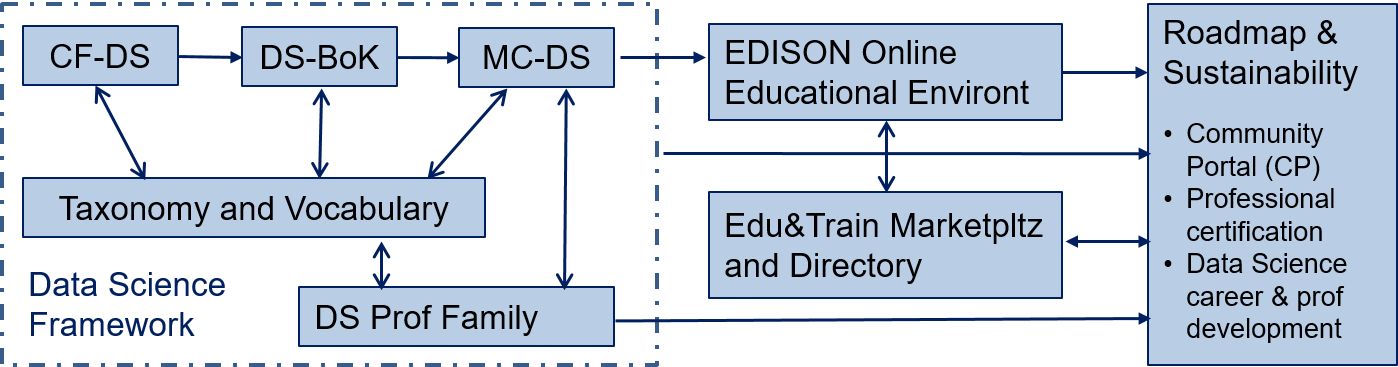 CF-DS
DS-BoK
MC-DS
Taxonomy and Vocabulary
Data Science
Framework
DS Prof Family
EDISON Online
Educational Environt
Edu&Train Marketpltz
and Directory
Roadmap &
Sustainability
• Community
Portal (CP)
• Professional
certification
• Data Science
career & prof
development